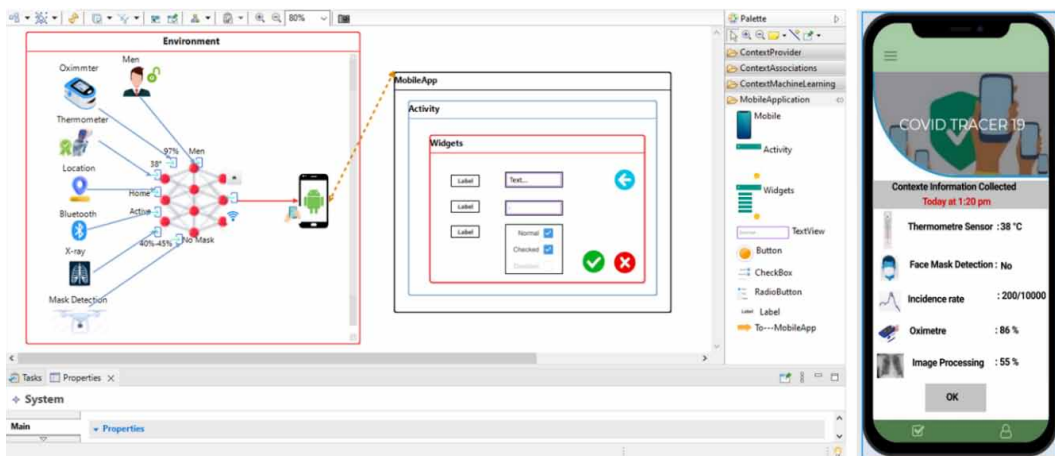 80%
Environment
Oximmter
Men
Thermometer
97%
Men
38°
Location
Home
Bluetooth
Active
40%-45%
No Mask
X-ray
Mask Detection
MobileApp
Activity
Widgets
Label
Text...
Label
Label
Normal
Checked
Palette
ContextProvider
ContextAssociations
ContextMachineLearning
MobileApplication
Mobile
Activity
Widgets
TextView
Button
CheckBox
RadioButton
Label
Label
To---MobileApp
Tasks
Properties
System
Main
Properties
COVID TRACER 19
Contexte Information Collected
Today at 1:20 pm
Thermometre Sensor :38 °C
Face Mask Detection : No
Incidence rate : 200/10000
Oximetre : 86 %
Image Processing : 55 %
OK